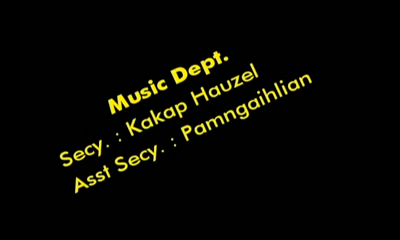 Music Dept.
Secy. : Kakap Hauzel
Asst Secy. : Pamngaihlian